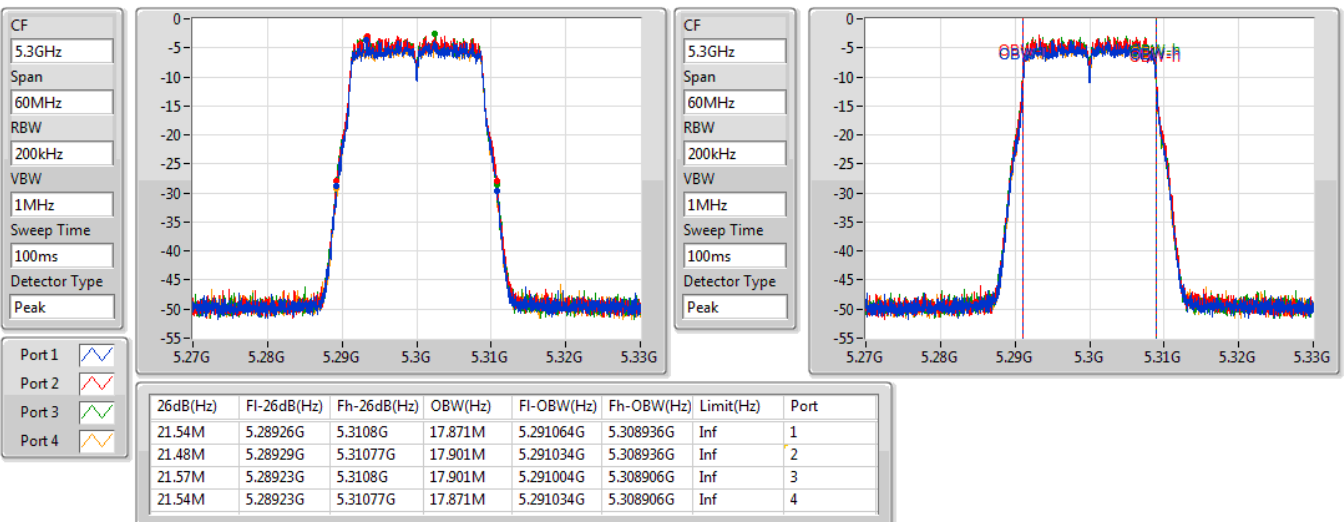 CF
5.3GHz
Span
60MHz
RBW
200kHz
VBW
1MHz
Sweep Time
100ms
Detector Type
Peak
0
-5
-10
-15
-20
-25
-30
-35
-40
-45
-50
-55
5.27G 5.28G 5.29G 5.3G 5.31G 5.32G 5.33G
CF
5.3GHz
Span
60MHz
RBW
200kHz
VBW
1MHz
Sweep Time
100ms
Detector Type
Peak
0
-5
-10
-15
-20
-25
-30
-35
-40
-45
-50
-55
5.27G 5.28G 5.29G 5.3G 5.31G 5.32G 5.33G
Port 1
Port 2
Port 3
Port 4
26dB(Hz) Fl-26dB(Hz) Fh-26dB(Hz) OBW(Hz) Fl-OBW(Hz) Fh-OBW(Hz) Limit(Hz) Port
21.54M 5.28926G 5.3108G 17.871M 5.291064G 5.308936G Inf 1
21.48M 5.28929G 5.31077G 17.901M 5.291034G 5.308936G Inf 2
21.57M 5.28923G 5.3108G 17.901M 5.291004G 5.308906G Inf 3
21.54M 5.28923G 5.31077G 17.871M 5.291034G 5.308906G Inf 4